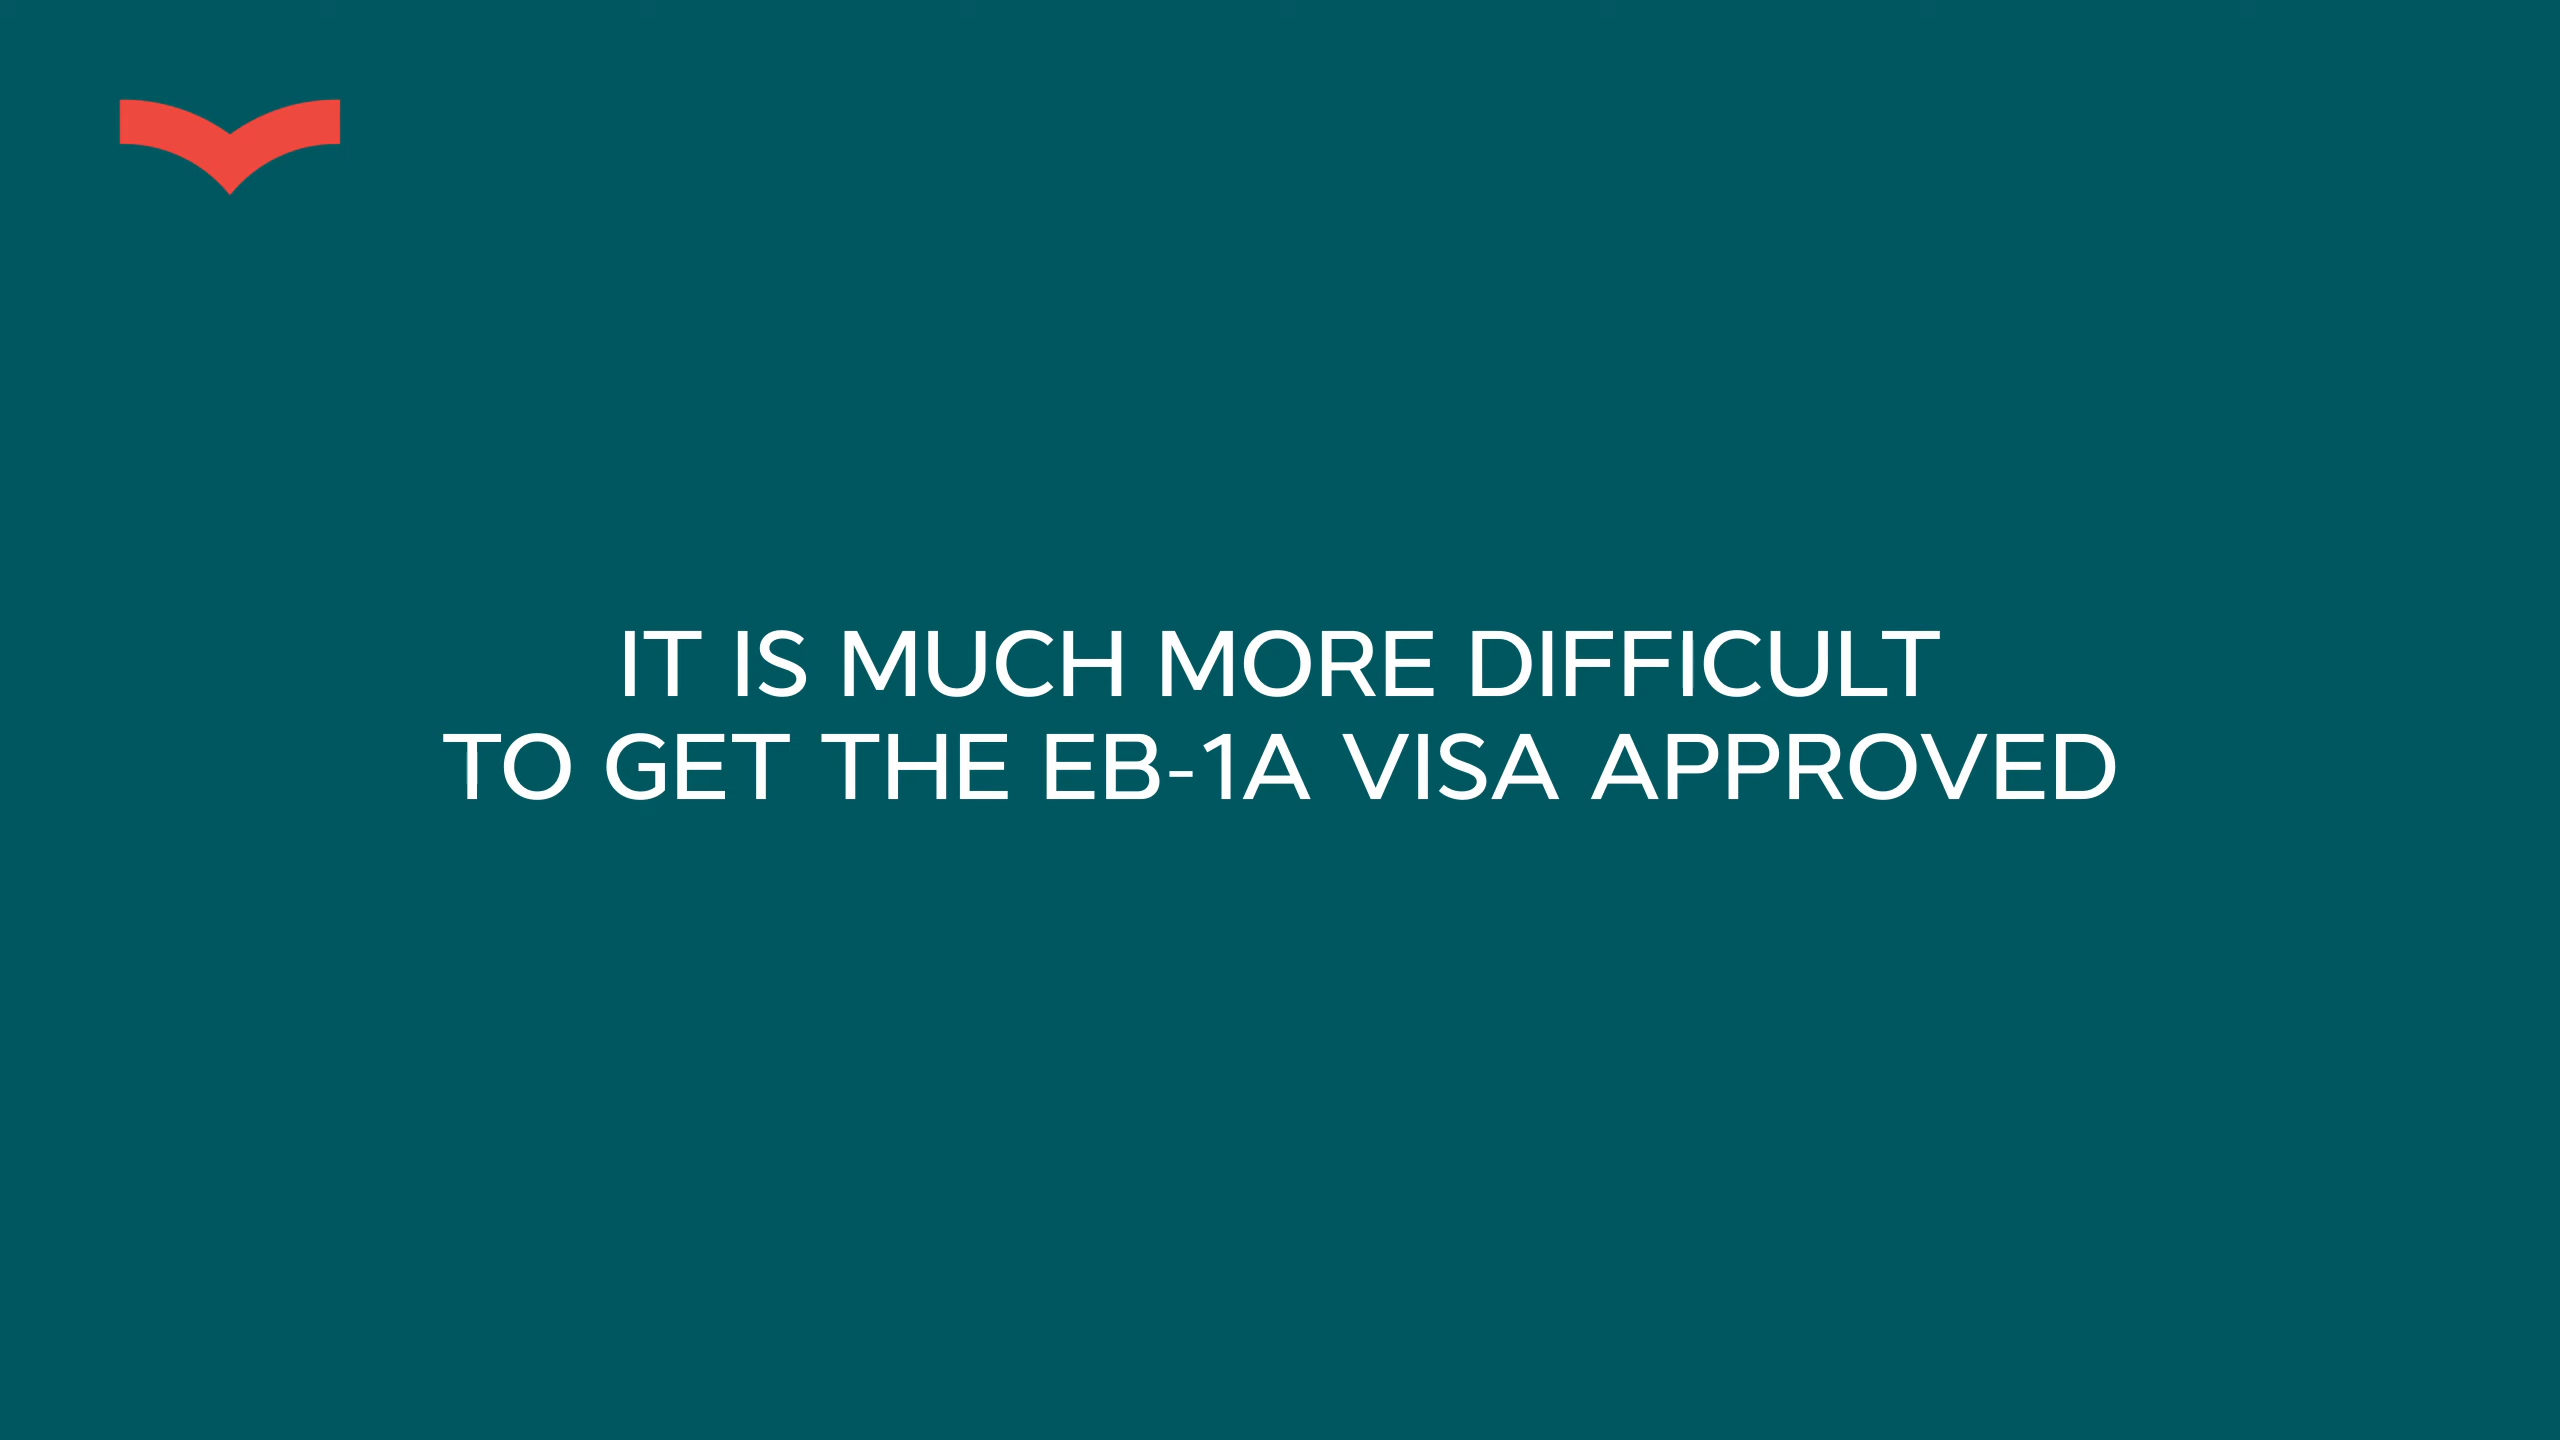 IT IS MUCH MORE DIFFICULT
TO GET THE EB-1A VISA APPROVED